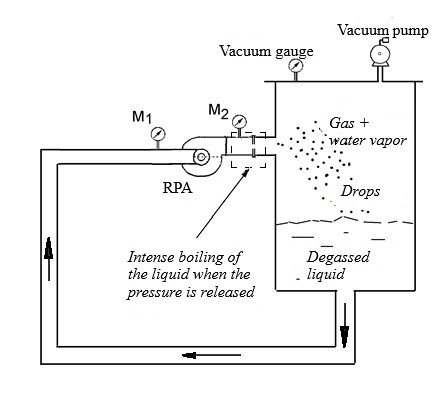 Vacuum pump
Vacuum gauge
M1
M2
Gas +
water vapor
RPA
Drops
Intense boiling of
the liquid when the
pressure is released
Degassed
liquid